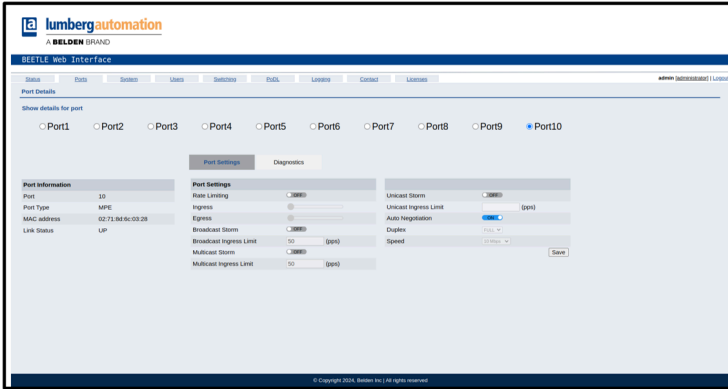 lumbergautomation
A BELDEN BRAND
BEETLE Web Interface
Status Ports System Users Switching PoDL Logging Contact Licenses admin [administrator] | Logout
Port Details
Show details for port
Port1 Port2 Port3 Port4 Port5 Port6 Port7 Port8 Port9 Port10
Port Settings Diagnostics
Port Information
Port 10
Port Type MPE
MAC address 02:71:8d:6c:03:28
Link Status UP
Port Settings
Rate Limiting OFF
Ingress
Egress
Broadcast Storm OFF
Broadcast Ingress Limit 50 (pps)
Multicast Storm OFF
Multicast Ingress Limit 50 (pps)
Unicast Storm OFF
Unicast Ingress Limit (pps)
Auto Negotiation ON
Duplex
Speed
Save
© Copyright 2024, Belden Inc | All rights reserved